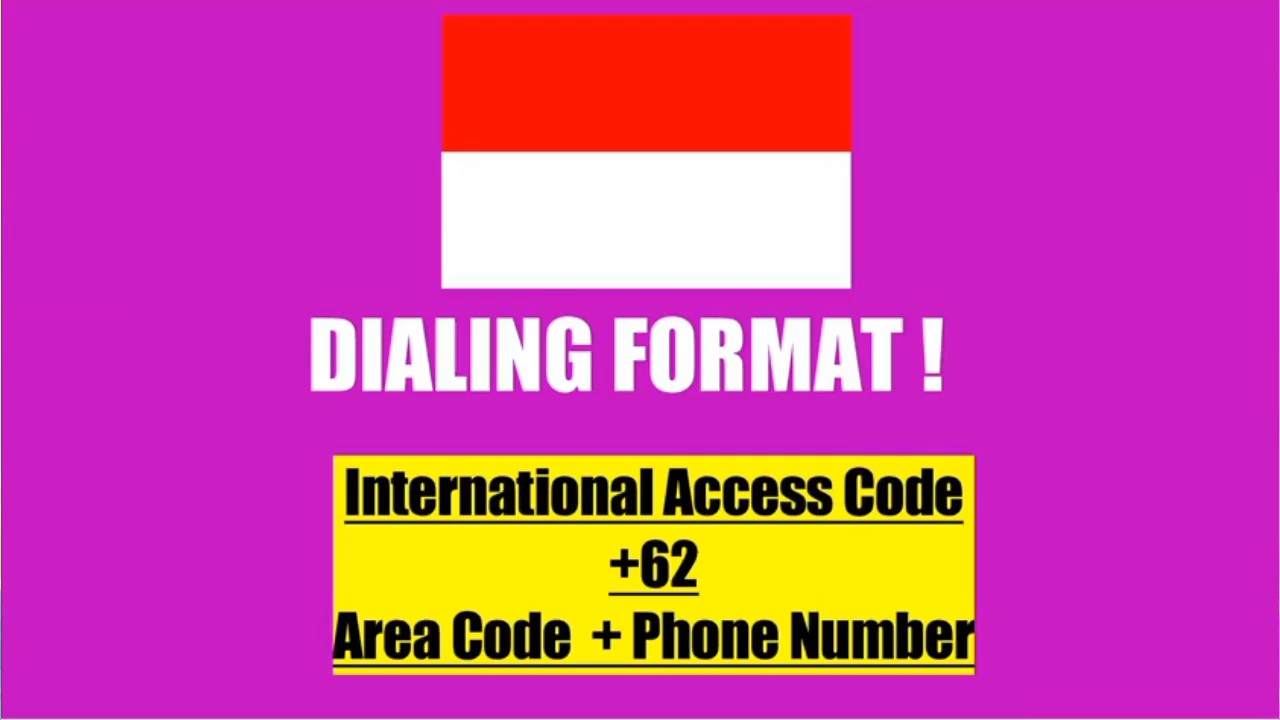 DIALING FORMAT !
International Access Code
+62
Area Code + Phone Number